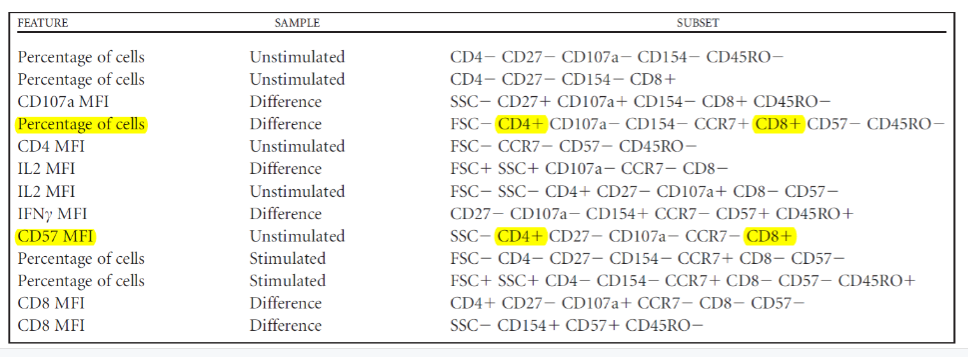 FEATURE SAMPLE SUBSET
Percentage of cells Unstimulated CD4− CD27− CD107a− CD154− CD45RO−
Percentage of cells Unstimulated CD4− CD27− CD154− CD8+
CD107a MFI Difference SSC− CD27+ CD107a+ CD154− CD8+ CD45RO−
Percentage of cells Difference FSC− CD4+ CD107a− CD154− CCR7+ CD8+ CD57− CD45RO−
CD4 MFI Unstimulated FSC− CCR7− CD57− CD45RO−
IL2 MFI Difference FSC+ SSC+ CD107a− CCR7− CD8−
IL2 MFI Unstimulated FSC− SSC− CD4+ CD27− CD107a+ CD8− CD57−
IFNγ MFI Difference CD27− CD107a− CD154+ CCR7− CD57+ CD45RO+
CD57 MFI Unstimulated SSC− CD4+ CD27− CD107a− CCR7− CD8+
Percentage of cells Stimulated FSC− CD4− CD27− CD154− CCR7+ CD8− CD57−
Percentage of cells Stimulated FSC+ SSC+ CD4− CD154− CCR7+ CD8− CD57− CD45RO+
CD8 MFI Difference CD4+ CD27− CD107a+ CCR7− CD8− CD57−
CD8 MFI Difference SSC− CD154+ CD57+ CD45RO−